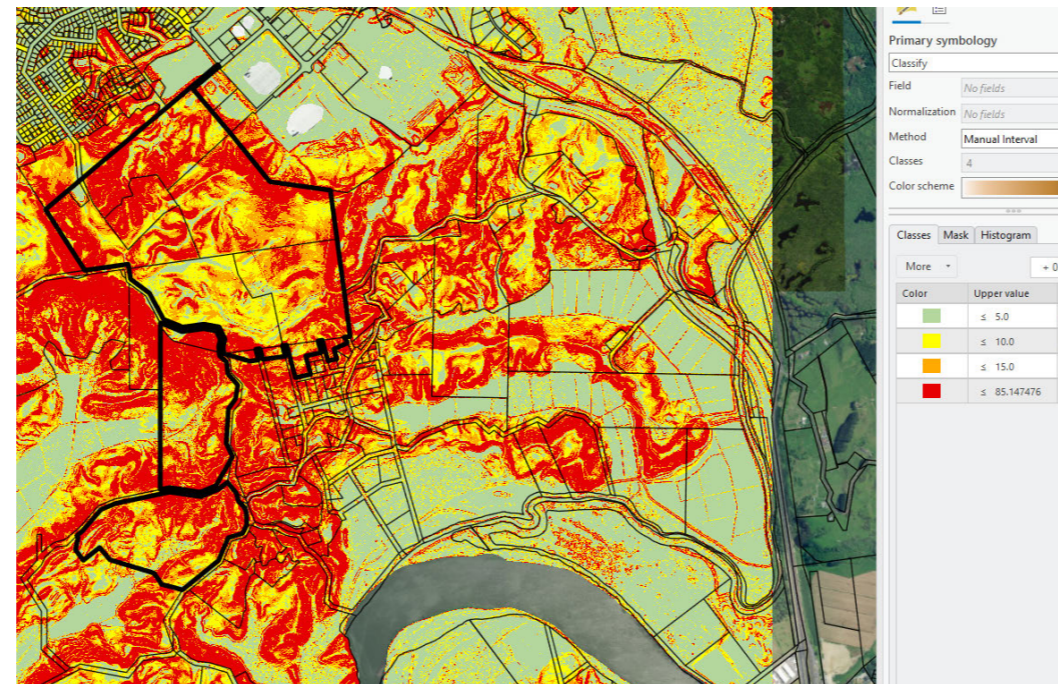 Primary symbology
Classify
Field No fields
Normalization No fields
Method Manual Interval
Classes 4
Color scheme
Classes Mask Histogram
More + 0
Color Upper value
≤ 5.0
≤ 10.0
≤ 15.0
≤ 85.147476